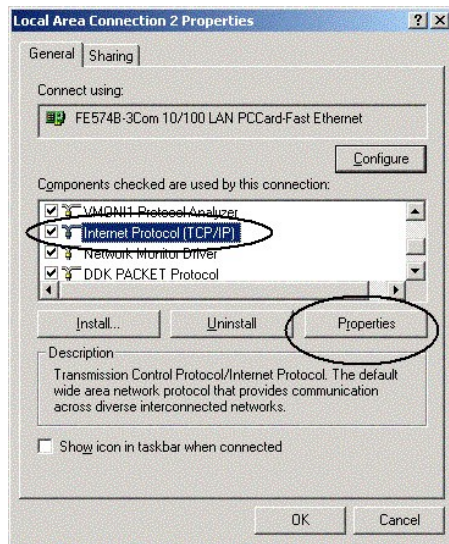 Local Area Connection 2 Properties
General
Sharing
Connect using:
FE574B-3Com 10/100 LAN PCCard-Fast Ethernet
Configure
Components checked are used by this connection:
VMONI1 Protocol Analyzer
Internet Protocol (TCP/IP)
Network Monitor Driver
DDK PACKET Protocol
Install...
Uninstall
Properties
Description
Transmission Control Protocol/Internet Protocol. The default
wide area network protocol that provides communication
across diverse interconnected networks.
Show icon in taskbar when connected
OK
Cancel